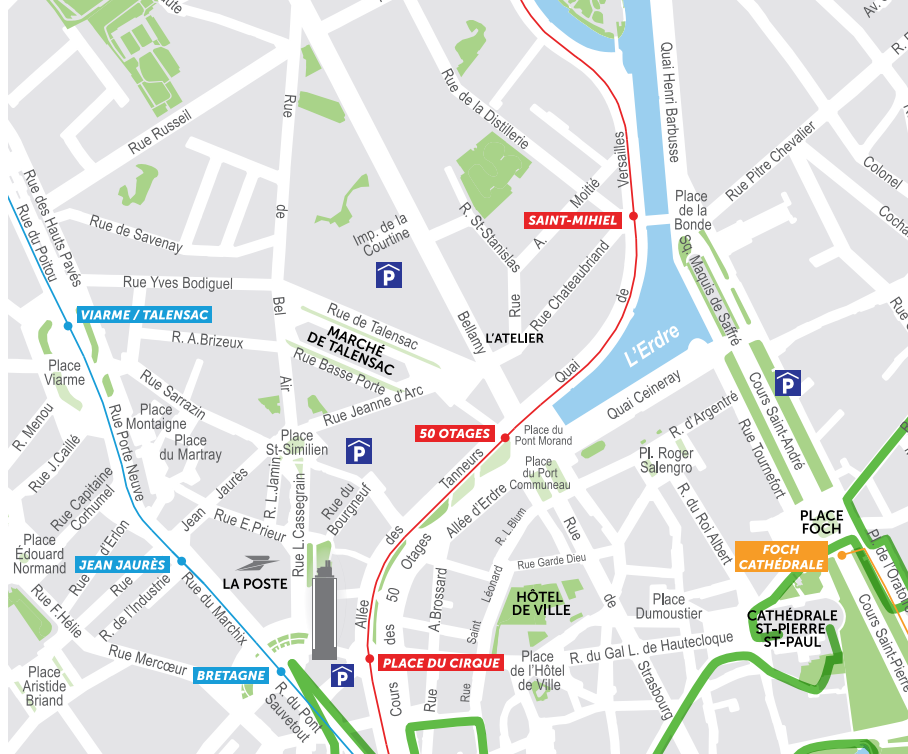 Av. S
R.
Rue Russeil
Rue
de
Bel
Air
Rue de la Distillerie
Quai Henri Barbusse
Versailles
de
Quai
Rue Pitre Chevalier
Colonel
Cocha
Rue des Hauts Pavés
Rue du Poitou
Rue de Savenay
Imp. de la
Courtine
R. St-Stanislas
A.
Moitié
SAINT-MIHIEL
Place
de la
Bonde
Sq. Maquis de Saffré
Rue Yves Bodiguel
P
VIARME / TALENSAC
R. A.Brizeux
Rue de Talensac
MARCHÉ
DE TALENSAC
Rue Basse Porte
Bellamy
Rue
L'ATELIER
Rue Chateaubriand
L'Erdre
Quai Ceineray
Place
Viarme
Rue Sarrazin
Rue Jeanne d'Arc
P
Cours Saint-André
R. Menou
Place
Montaigne
Place
du Martray
Rue Porte Neuve
Place
St-Similien
P
50 OTAGES
Place du
Pont Morand
R. d'Argentré
Rue Tournefort
Rue J.Caillé
Rue Capitaine
Corhumel
Jean
Jaurès
R. L.Jamin
Rue L.Cassegrain
Rue du
Bourgneuf
Tanneurs
des
Allée
Place
du Port
Communeau
Pl. Roger
Salengro
R. du Roi Albert
Rue E.Prieur
Allée d'Erdre
R. L Blum
Rue
de
Strasbourg
PLACE
FOCH
Place
Édouard
Normand
Rue
d'Erlon
JEAN JAURÈS
LA POSTE
Otages
50
des
Cours
Rue Garde Dieu
FOCH
CATHÉDRALE
Pl. de l'Oratoire
Rue F.Hélie
R. de l'Industrie
Rue du Marchix
Rue
A.Brossard
Rue
Saint
Léonard
HÔTEL
DE VILLE
Place
Dumoustier
CATHÉDRALE
ST-PIERRE
ST-PAUL
Cours Saint-Pierre
Rue Mercœur
R. du Gal L. de Hautecloque
Place
Aristide
Briand
BRETAGNE
R. du Pont
Sauvetout
P
PLACE DU CIRQUE
Place
de l'Hôtel
de Ville